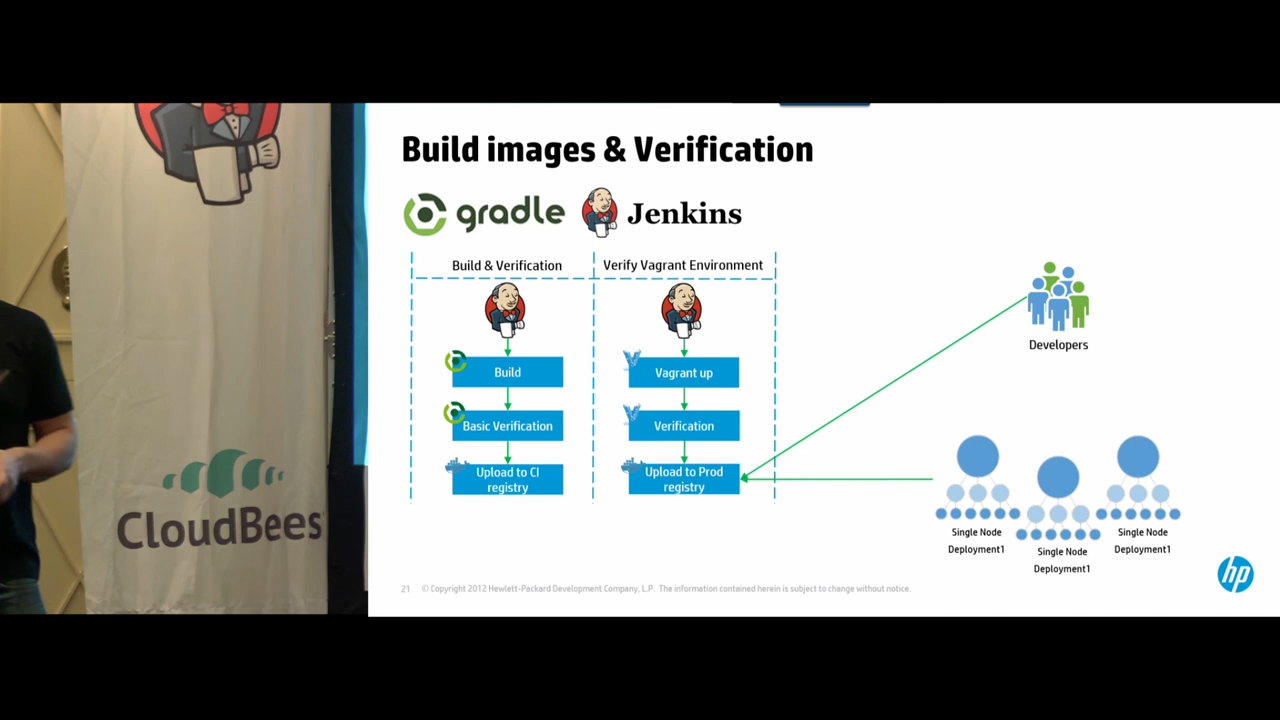 CloudBees
Build images & Verification
gradle
Jenkins
Build & Verification
Verify Vagrant Environment
Build
Basic Verification
Upload to CI
registry
Vagrant up
Verification
Upload to Prod
registry
Developers
Single Node
Deployment1
Single Node
Deployment1
Single Node
Deployment1
hp
21 © Copyright 2012 Hewlett-Packard Development Company, L.P. The information contained herein is subject to change without notice.